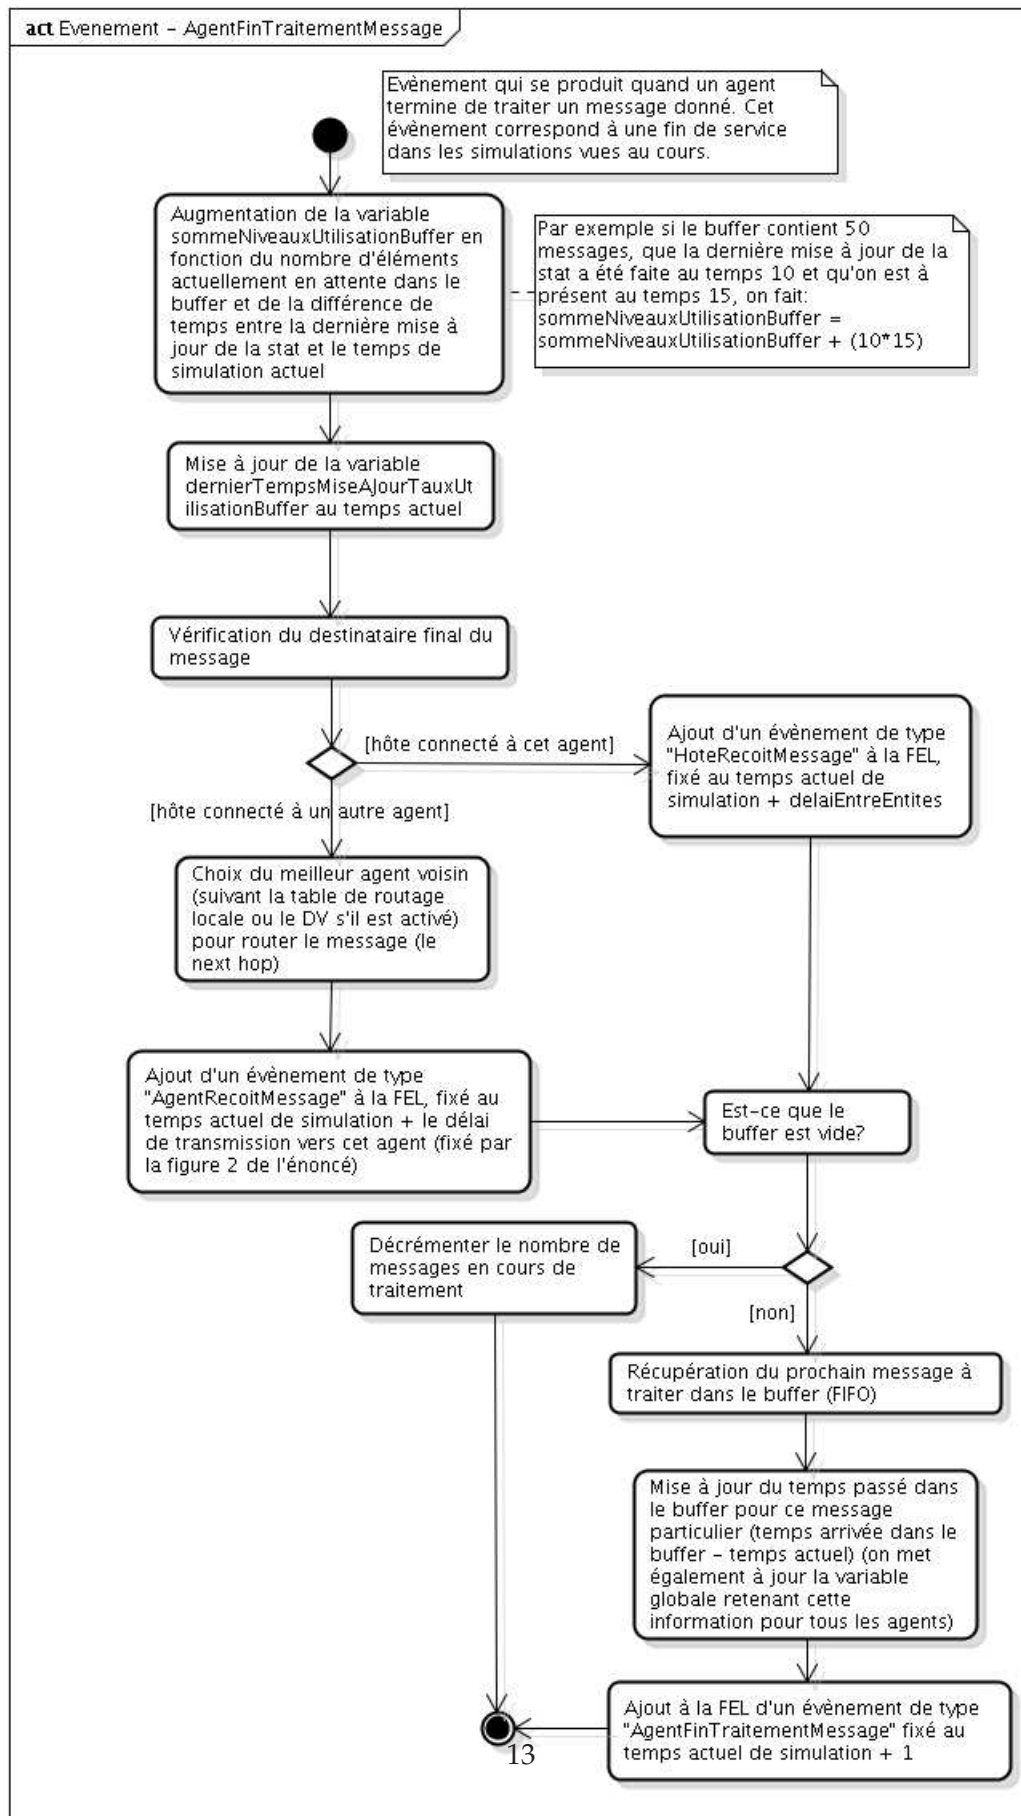 act Evenement - AgentFinTraitementMessage
Evènement qui se produit quand un agent
termine de traiter un message donné. Cet
évènement correspond à une fin de service
dans les simulations vues au cours.
Augmentation de la variable
sommeNiveauxUtilisationBuffer en
fonction du nombre d'éléments
actuellement en attente dans le
buffer et de la différence de
temps entre la dernière mise à
jour de la stat et le temps de
simulation actuel
Par exemple si le buffer contient 50
messages, que la dernière mise à jour de la
stat a été faite au temps 10 et qu'on est à
présent au temps 15, on fait:
sommeNiveauxUtilisationBuffer =
sommeNiveauxUtilisationBuffer + (10*15)
Mise à jour de la variable
dernierTempsMiseAJourTauxUt
ilisationBuffer au temps actuel
Vérification du destinataire final du
message
[hôte connecté à cet agent]
Ajout d'un évènement de type
"HoteRecoitMessage" à la FEL,
fixé au temps actuel de
simulation + delaiEntreEntites
[hôte connecté à un autre agent]
Choix du meilleur agent voisin
(suivant la table de routage
locale ou le DV s'il est activé)
pour router le message (le
next hop)
Ajout d'un évènement de type
"AgentRecoitMessage" à la FEL, fixé au
temps actuel de simulation + le délai
de transmission vers cet agent (fixé par
la figure 2 de l'énoncé)
Est-ce que le
buffer est vide?
[oui]
Décrémenter le nombre de
messages en cours de
traitement
[non]
Récupération du prochain message à
traiter dans le buffer (FIFO)
Mise à jour du temps passé dans
le buffer pour ce message
particulier (temps arrivée dans le
buffer - temps actuel) (on met
également à jour la variable
globale retenant cette
information pour tous les agents)
Ajout à la FEL d'un évènement de type
"AgentFinTraitementMessage" fixé au
temps actuel de simulation + 1
13